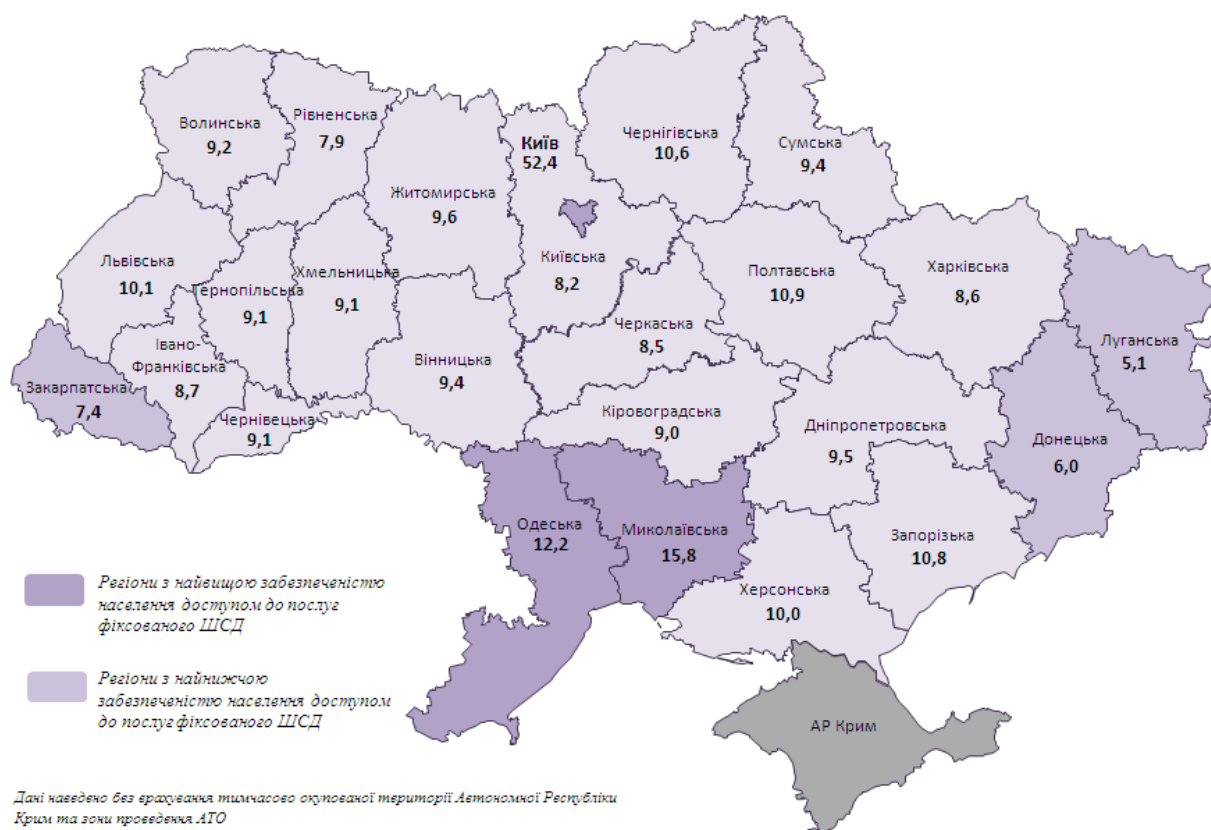 Волинська
9,2
Рівненська
7,9
Житомирська
9,6
Київ
52,4
Київська
8,2
Чернігівська
10,6
Сумська
9,4
Львівська
10,1
Тернопільська
9,1
Хмельницька
9,1
Полтавська
10,9
Харківська
8,6
Луганська
5,1
Закарпатська
7,4
Івано-
Франківська
8,7
Чернівецька
9,1
Вінницька
9,4
Черкаська
8,5
Кіровоградська
9,0
Дніпропетровська
9,5
Донецька
6,0
Одеська
12,2
Миколаївська
15,8
Запорізька
10,8
Херсонська
10,0
АР Крим
Регіони з найвищою забезпеченістю
населення доступом до послуг
фіксованого ШСД
Регіони з найнижчою
забезпеченістю населення доступом
до послуг фіксованого ШСД
Дані наведено без врахування тимчасово окупованої території Автономної Республіки
Крим та зони проведення АТО